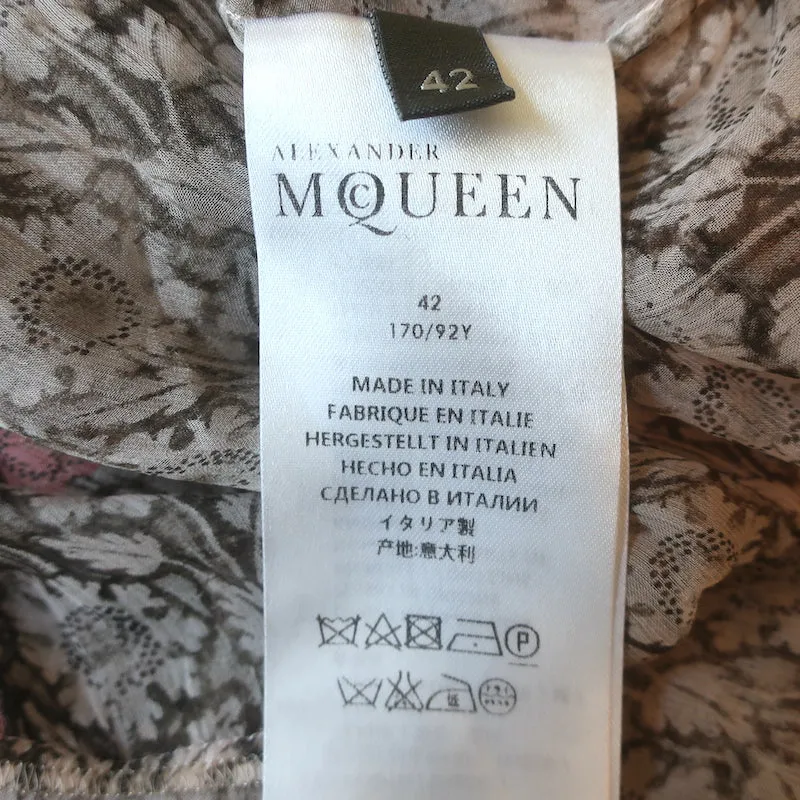 42
ALEXANDER
McQUEEN
42
170/92Y
MADE IN ITALY
FABRIQUE EN ITALIE
HERGESTELLT IN ITALIEN
HECHO EN ITALIA
СДЕЛАНО В ИТАЛИИ
イタリア製
产地:意大利
P